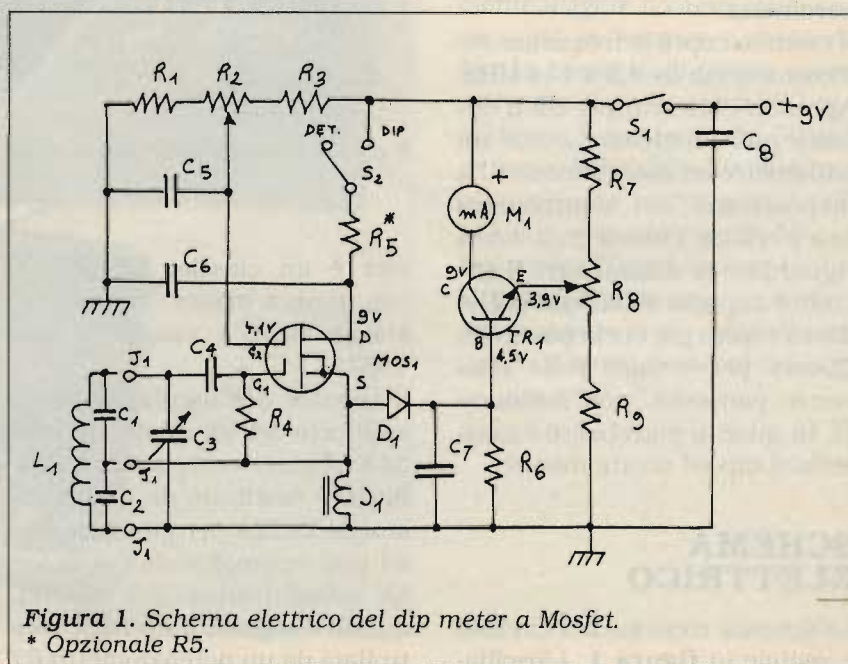 R1 R2 R3
DET. DIP
S1 +9V
C5 S2 C8
+
R7
mA M1
R5*
C6
9V E R8
C 3,9V
9V
4,1V D TR1
G2 MOS1 B 4,5V
J1 C4
G1 S
C1 R4 D1 R9
C3 C7
L1 J1 R6
C2 J1
J1
Figura 1. Schema elettrico del dip meter a Mosfet.
* Opzionale R5.